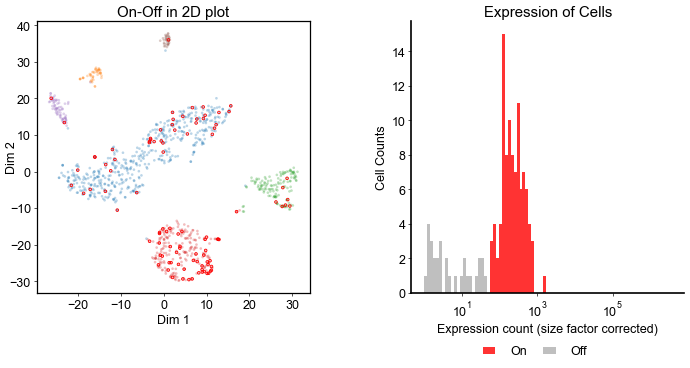 On-Off in 2D plot
40
30
20
10
0
−10
−20
−30
Dim 2
−20 −10 0 10 20 30
Dim 1
Expression of Cells
14
12
10
8
6
4
2
0
Cell Counts
10^1 10^3 10^5
Expression count (size factor corrected)
On Off